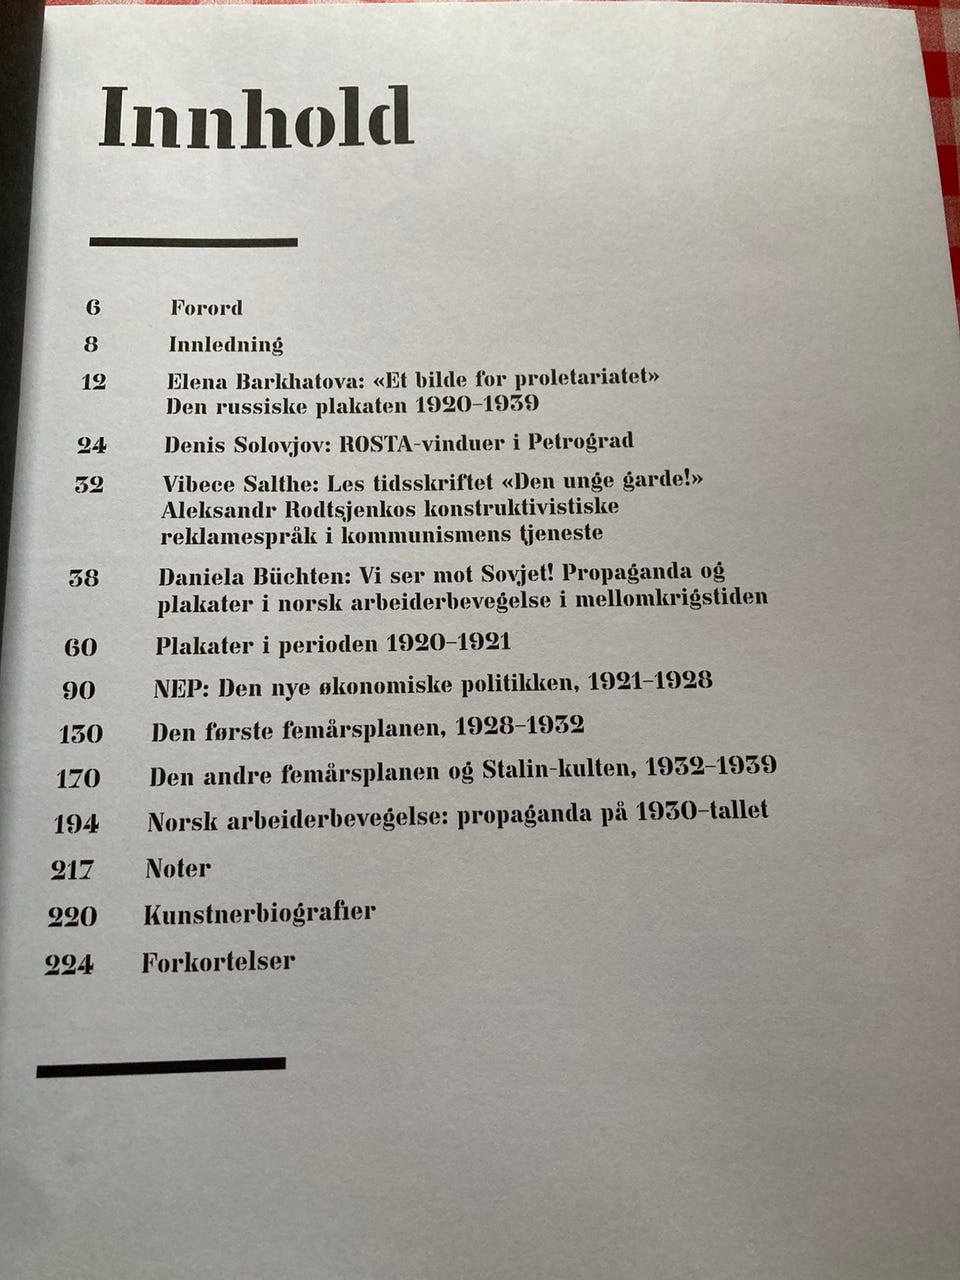 Innhold
6 Forord
8 Innledning
12 Elena Barkhatova: «Et bilde for proletariatet»
Den russiske plakaten 1920–1939
24 Denis Solovjov: ROSTA-vinduer i Petrograd
32 Vibece Salthe: Les tidsskriftet «Den unge garde!»
Aleksandr Rodtsjenkos konstruktivistiske
reklamespråk i kommunismens tjeneste
38 Daniela Büchten: Vi ser mot Sovjet! Propaganda og
plakater i norsk arbeiderbevegelse i mellomkrigstiden
60 Plakater i perioden 1920–1921
90 NEP: Den nye økonomiske politikken, 1921–1928
130 Den første femårsplanen, 1928–1932
170 Den andre femårsplanen og Stalin-kulten, 1932–1939
194 Norsk arbeiderbevegelse: propaganda på 1930-tallet
217 Noter
220 Kunstnerbiografier
224 Forkortelser